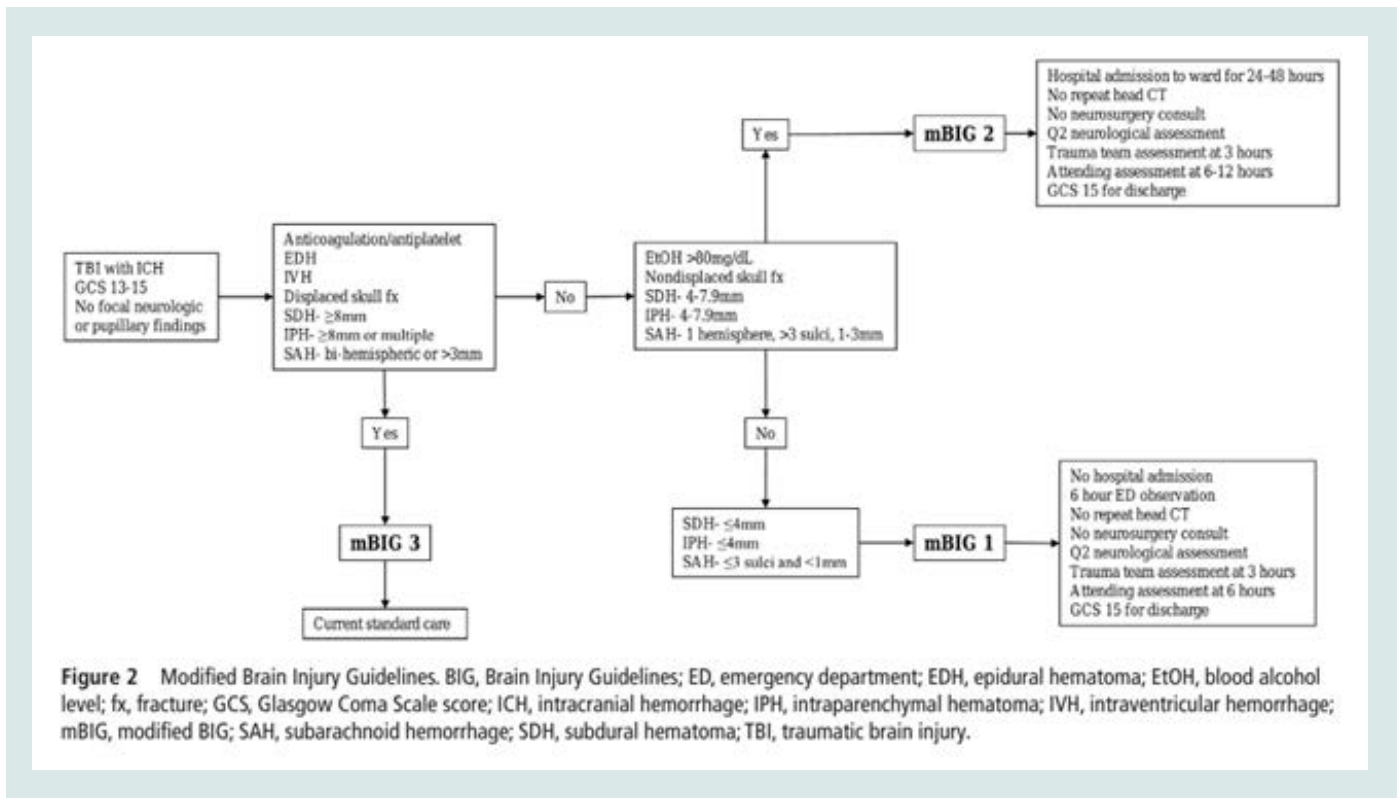 TBI with ICH
GCS 13-15
No focal neurologic
or pupillary findings
Anticoagulation/antiplatelet
EDH
IVH
Displaced skull fx
SDH- ≥8mm
IPH- ≥8mm or multiple
SAH- bi-hemispheric or >3mm
Yes
mBIG 3
Current standard care
No
EtOH >80mg/dL
Nondisplaced skull fx
SDH- 4-7.9mm
IPH- 4-7.9mm
SAH- 1 hemisphere, >3 sulci, 1-3mm
Yes
mBIG 2
Hospital admission to ward for 24-48 hours
No repeat head CT
No neurosurgery consult
Q2 neurological assessment
Trauma team assessment at 3 hours
Attending assessment at 6-12 hours
GCS 15 for discharge
No
SDH- ≤4mm
IPH- ≤4mm
SAH- ≤3 sulci and <1mm
mBIG 1
No hospital admission
6 hour ED observation
No repeat head CT
No neurosurgery consult
Q2 neurological assessment
Trauma team assessment at 3 hours
Attending assessment at 6 hours
GCS 15 for discharge
Figure 2 Modified Brain Injury Guidelines. BIG, Brain Injury Guidelines; ED, emergency department; EDH, epidural hematoma; EtOH, blood alcohol
level; fx, fracture; GCS, Glasgow Coma Scale score; ICH, intracranial hemorrhage; IPH, intraparenchymal hematoma; IVH, intraventricular hemorrhage;
mBIG, modified BIG; SAH, subarachnoid hemorrhage; SDH, subdural hematoma; TBI, traumatic brain injury.